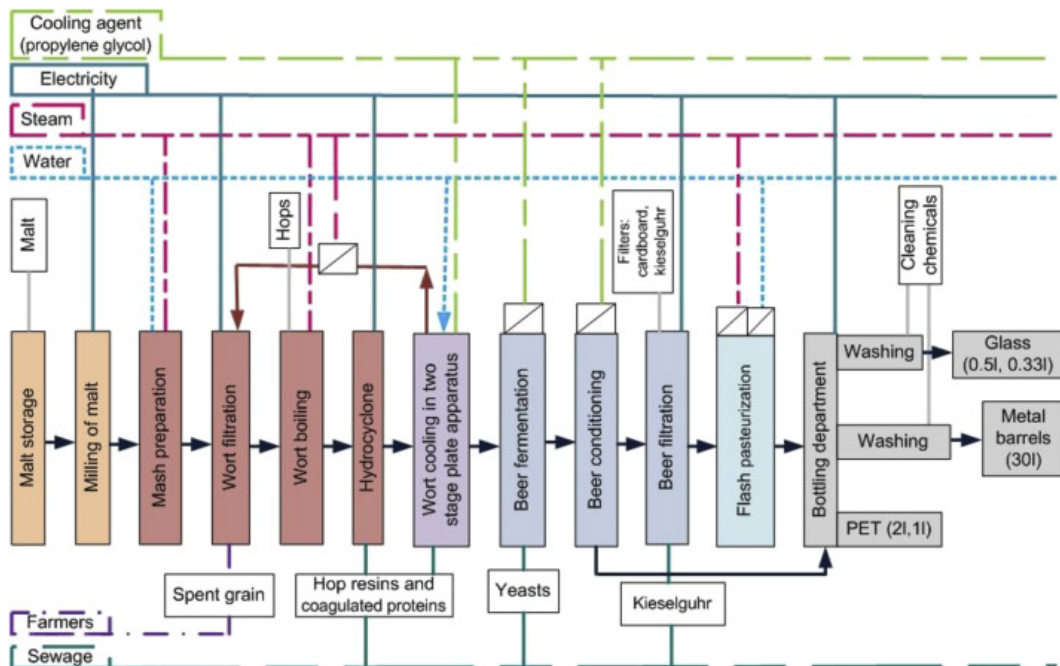 Cooling agent
(propylene glycol)
Electricity
Steam
Water
Malt
Hops
Filters:
cardboard,
kieselguhr
Cleaning
chemicals
Malt storage
Milling of malt
Mash preparation
Wort filtration
Wort boiling
Hydrocyclone
Wort cooling in two
stage plate apparatus
Beer fermentation
Beer conditioning
Beer filtration
Flash pasteurization
Bottling department
Washing
Glass
(0.5l, 0.33l)
Washing
Metal
barrels
(30l)
PET (2l,1l)
Spent grain
Hop resins and
coagulated proteins
Yeasts
Kieselguhr
Farmers
Sewage